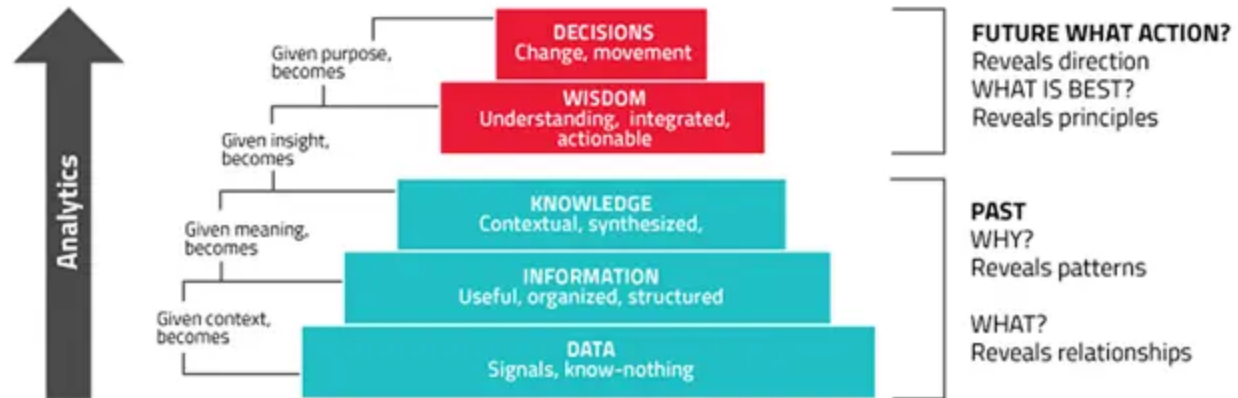 Analytics
Given purpose,
becomes
Given insight,
becomes
Given meaning,
becomes
Given context,
becomes
DECISIONS
Change, movement
WISDOM
Understanding, integrated,
actionable
KNOWLEDGE
Contextual, synthesized,
INFORMATION
Useful, organized, structured
DATA
Signals, know-nothing
FUTURE WHAT ACTION?
Reveals direction
WHAT IS BEST?
Reveals principles
PAST
WHY?
Reveals patterns
WHAT?
Reveals relationships